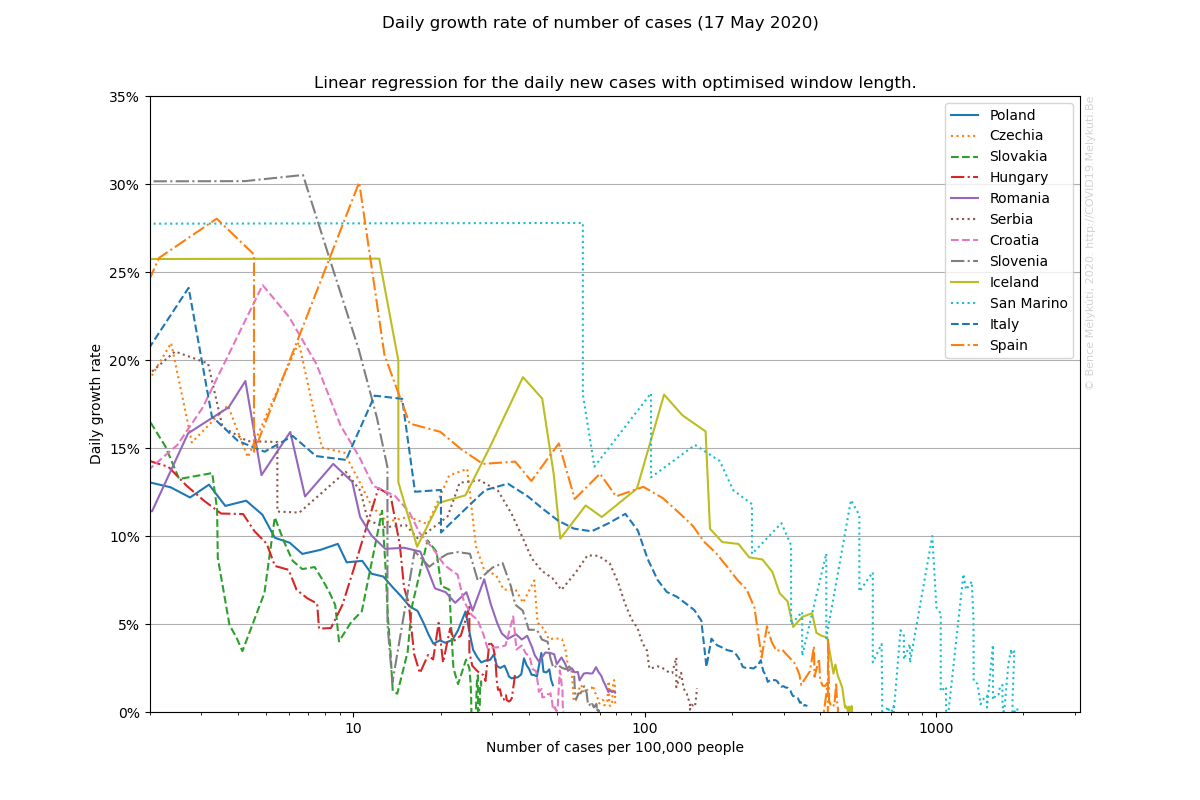 Daily growth rate of number of cases (17 May 2020)
Linear regression for the daily new cases with optimised window length.
35%
30%
25%
20%
15%
10%
5%
0%
Daily growth rate
10
100
1000
Number of cases per 100,000 people
Poland
Czechia
Slovakia
Hungary
Romania
Serbia
Croatia
Slovenia
Iceland
San Marino
Italy
Spain
© Bence Mélykúti, 2020. http://COVID19.Melykuti.Be